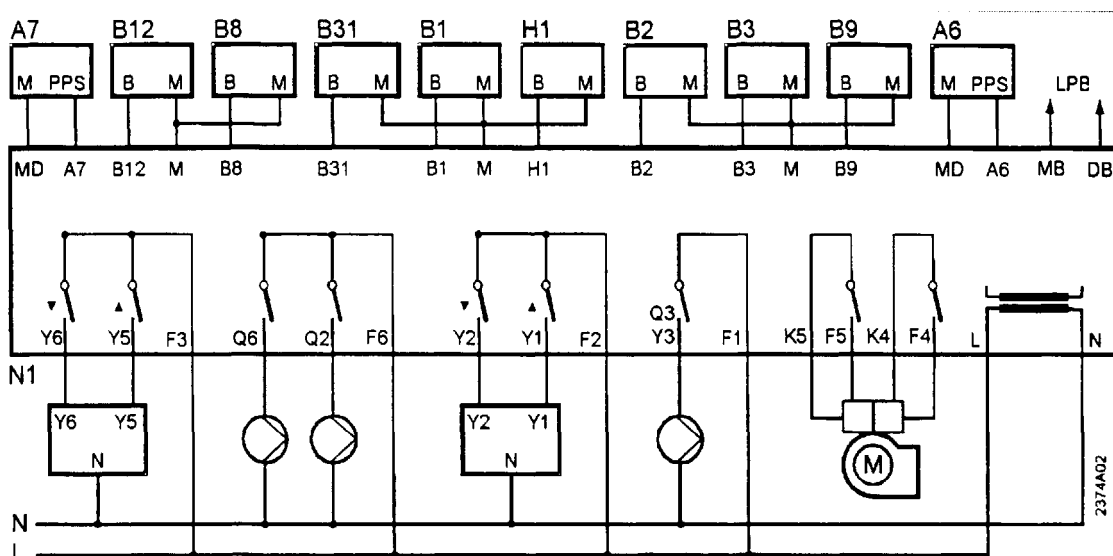 A7 B12 B8 B31 B1 H1 B2 B3 B9 A6
M PPS B M B M B M B M B M B M B M B M M PPS LPB
MD A7 B12 M B8 B31 B1 M H1 B2 B3 M B9 MD A6 MB DB
Q3
Y6 Y5 F3 Q6 Q2 F6 Y2 Y1 F2 Y3 F1 K5 F5 K4 F4 L N
N1
Y6 Y5 Y2 Y1
N N M
2374A02
N
L